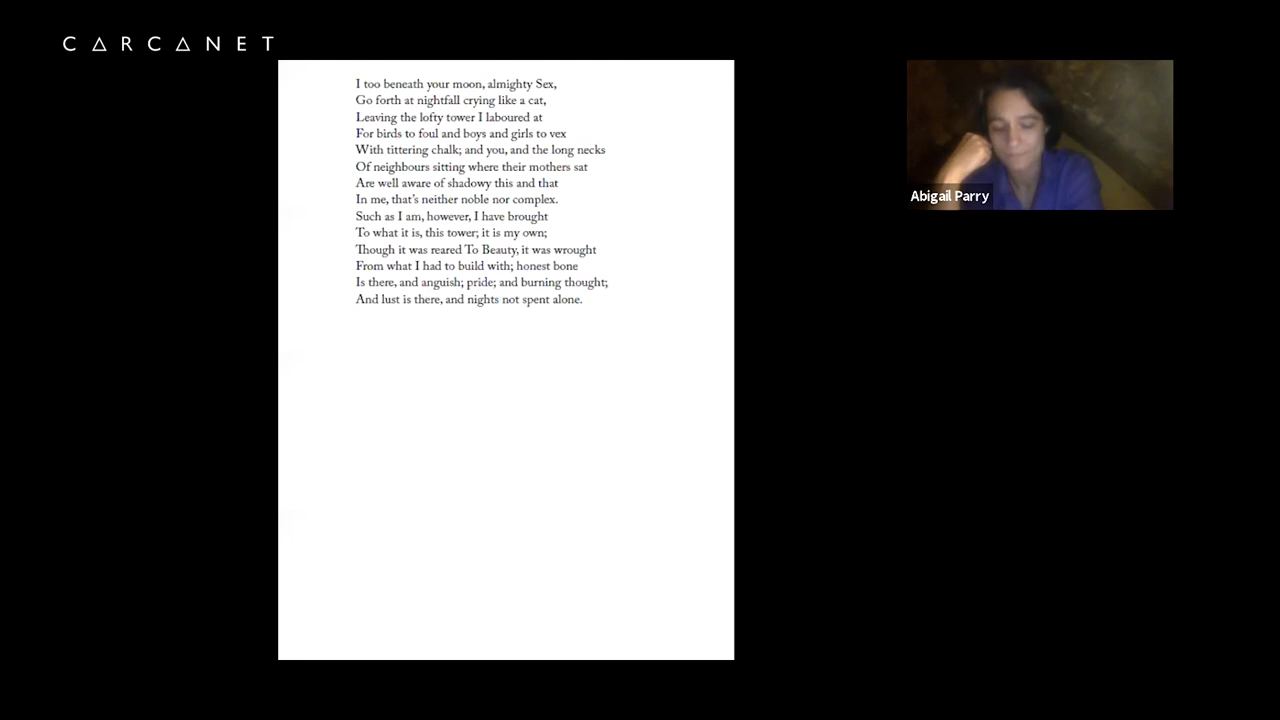 CARCANET
I too beneath your moon, almighty Sex,
Go forth at nightfall crying like a cat,
Leaving the lofty tower I laboured at
For birds to foul and boys and girls to vex
With tittering chalk; and you, and the long necks
Of neighbours sitting where their mothers sat
Are well aware of shadowy this and that
In me, that’s neither noble nor complex.
Such as I am, however, I have brought
To what it is, this tower; it is my own;
Though it was reared To Beauty, it was wrought
From what I had to build with; honest bone
Is there, and anguish; pride; and burning thought;
And lust is there, and nights not spent alone.
Abigail Parry